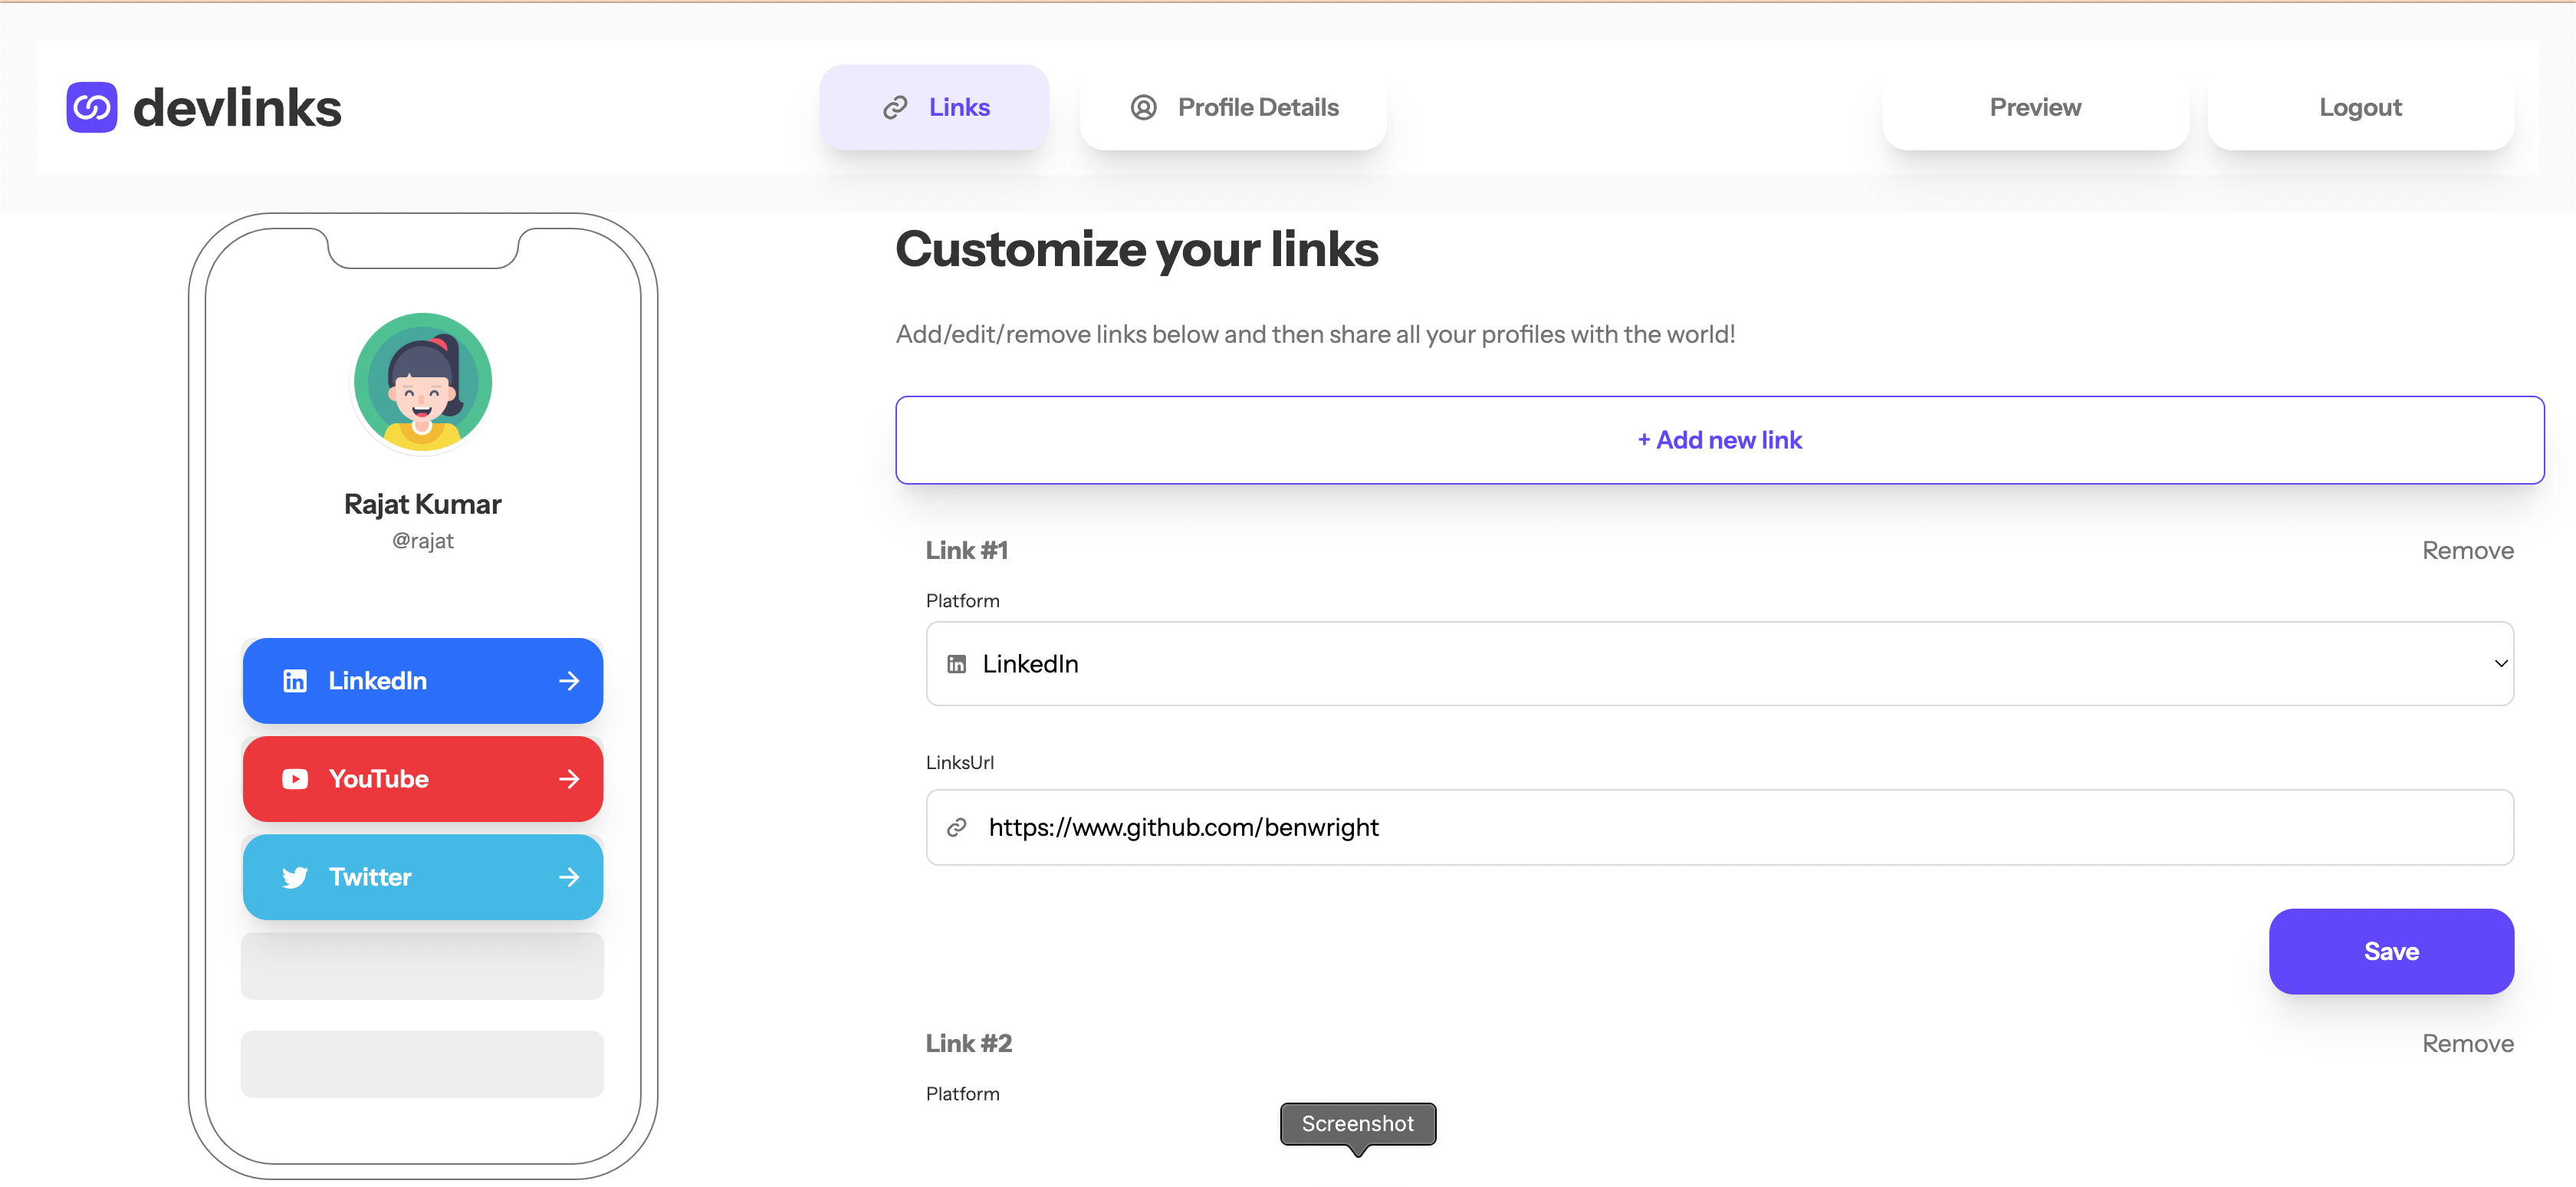 devlinks
Links
Profile Details
Preview
Logout
Rajat Kumar
@rajat
LinkedIn
YouTube
Twitter
Customize your links
Add/edit/remove links below and then share all your profiles with the world!
+ Add new link
Link #1
Remove
Platform
LinkedIn
LinksUrl
https://www.github.com/benwright
Save
Link #2
Remove
Platform
Screenshot